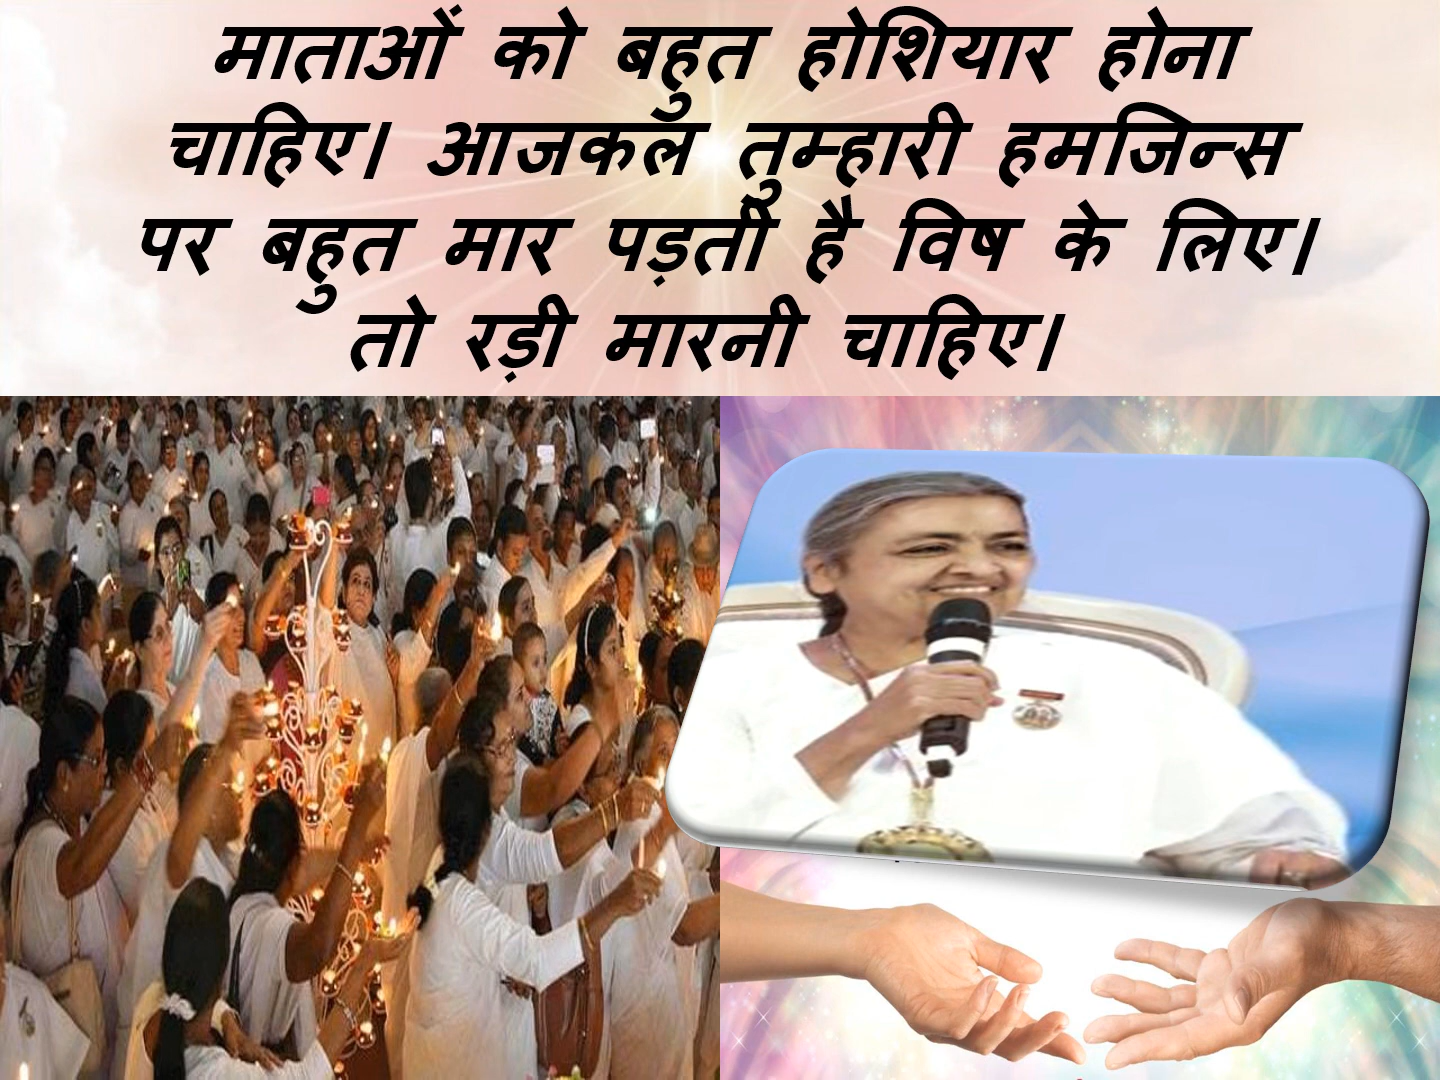 माताओं को बहुत होशियार होना
चाहिए। आजकल तुम्हारी हमजिन्स
पर बहुत मार पड़ती है विष के लिए।
तो रड़ी मारनी चाहिए।